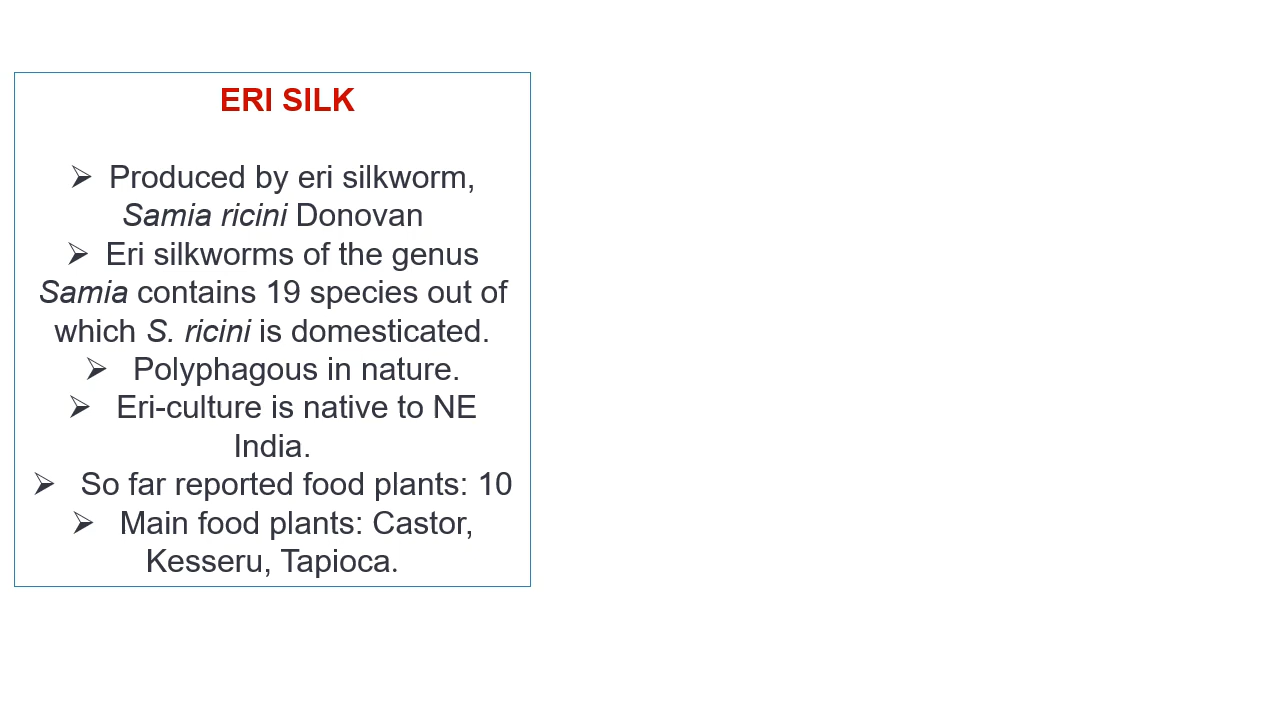 ERI SILK
➢ Produced by eri silkworm,
Samia ricini Donovan
➢ Eri silkworms of the genus
Samia contains 19 species out of
which S. ricini is domesticated.
➢ Polyphagous in nature.
➢ Eri-culture is native to NE
India.
➢ So far reported food plants: 10
➢ Main food plants: Castor,
Kesseru, Tapioca.